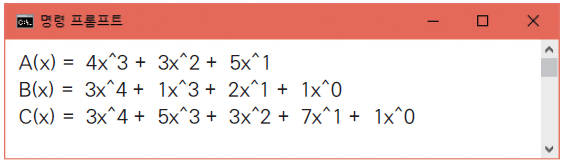 명령 프롬프트
A(x) = 4x^3 + 3x^2 + 5x^1
B(x) = 3x^4 + 1x^3 + 2x^1 + 1x^0
C(x) = 3x^4 + 5x^3 + 3x^2 + 7x^1 + 1x^0